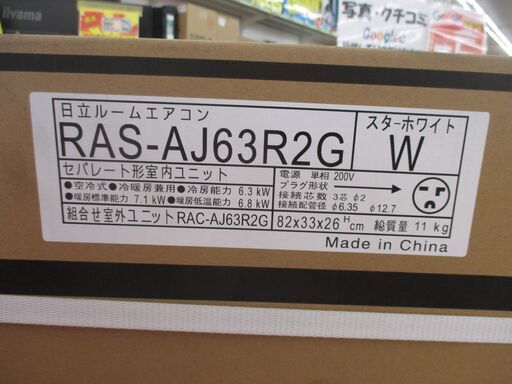 iiyama
写真・クチコミ
Google
日立ルームエアコン
RAS-AJ63R2G
スターホワイト
W
セパレート形室内ユニット
●空冷式●冷暖房兼用●冷房能力 6.3 kW
●暖房標準能力 7.1 kW●暖房低温能力 6.8 kW
組合せ室外ユニット RAC-AJ63R2G
電源 単相 200V
プラグ形状
接続芯数 3芯 φ2
接続配管径 φ6.35 φ12.7
82x33x26ᴴcm 総質量 11 kg
Made in China